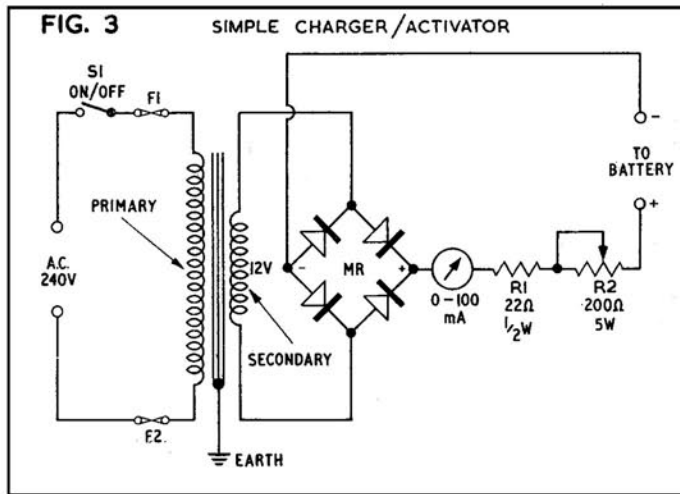 FIG. 3
SIMPLE CHARGER/ACTIVATOR
S1
ON/OFF
F1
PRIMARY
A.C.
240V
F2
EARTH
12V
SECONDARY
-
MR
+
0-100
mA
R1
22Ω
1/2W
R2
200Ω
5W
-
TO
BATTERY
+